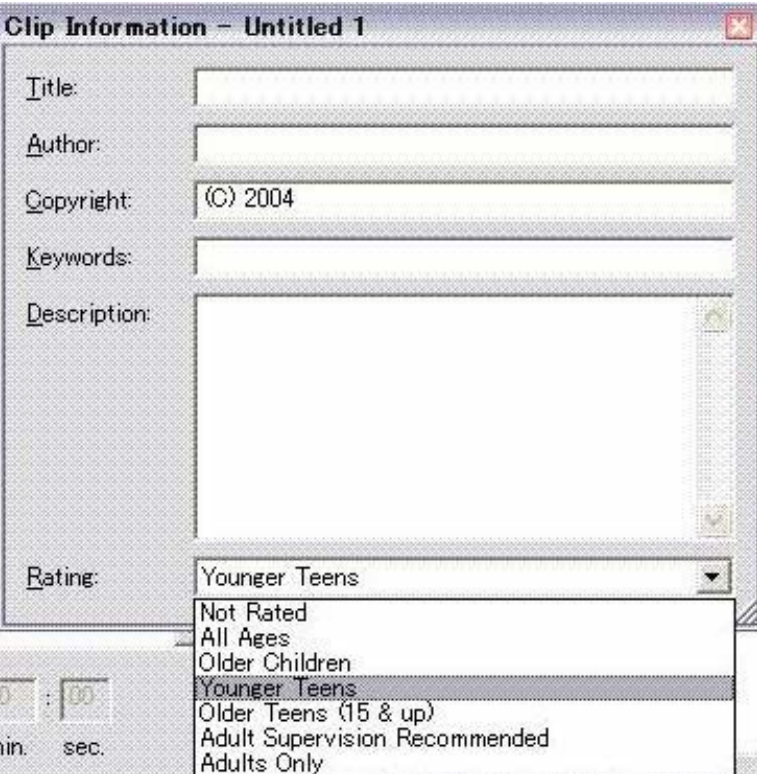 Clip Information - Untitled 1
Title:
Author:
Copyright: (C) 2004
Keywords:
Description:
Rating: Younger Teens
Not Rated
All Ages
Older Children
Younger Teens
Older Teens (15 & up)
Adult Supervision Recommended
Adults Only
: 00
sec.